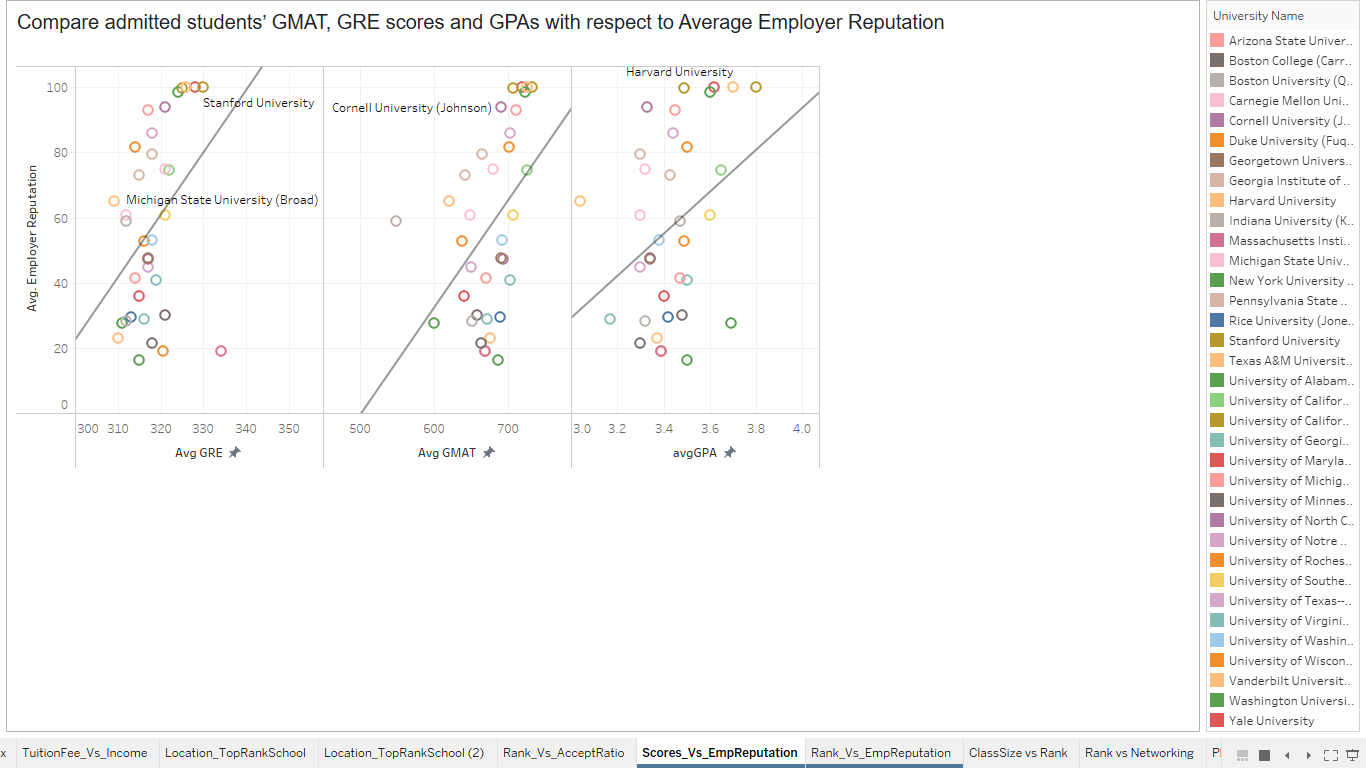 Compare admitted students’ GMAT, GRE scores and GPAs with respect to Average Employer Reputation
Avg. Employer Reputation
100
80
60
40
20
0
Stanford University
Michigan State University (Broad)
Cornell University (Johnson)
Harvard University
300 310 320 330 340 350
500 600 700
3.0 3.2 3.4 3.6 3.8 4.0
Avg GRE
Avg GMAT
avgGPA
University Name
Arizona State Univer..
Boston College (Carr..
Boston University (Q..
Carnegie Mellon Uni..
Cornell University (J..
Duke University (Fuq..
Georgetown Univers..
Georgia Institute of ..
Harvard University
Indiana University (K..
Massachusetts Insti..
Michigan State Univ..
New York University ..
Pennsylvania State ..
Rice University (Jone..
Stanford University
Texas A&M Universit..
University of Alabam..
University of Califor..
University of Califor..
University of Georgi..
University of Maryla..
University of Michig..
University of Minnes..
University of North C..
University of Notre ..
University of Roches..
University of Southe..
University of Texas--..
University of Virgini..
University of Washin..
University of Wiscon..
Vanderbilt Universit..
Washington Universi..
Yale University
x TuitionFee_Vs_Income Location_TopRankSchool Location_TopRankSchool (2) Rank_Vs_AcceptRatio Scores_Vs_EmpReputation Rank_Vs_EmpReputation ClassSize vs Rank Rank vs Networking